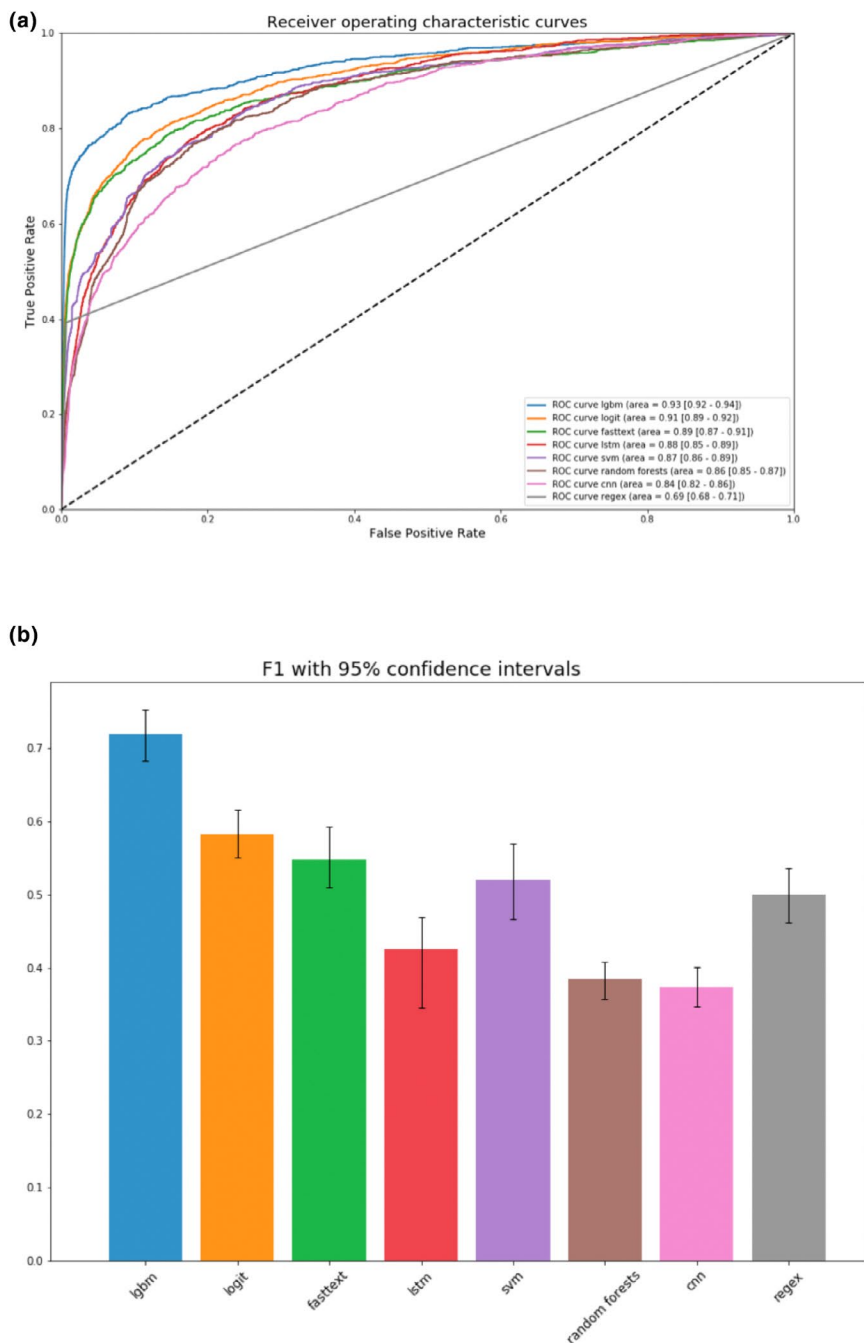 (a)
Receiver operating characteristic curves
1.0
0.8
0.6
0.4
0.2
0.0
True Positive Rate
ROC curve lgbm (area = 0.93 [0.92 - 0.94])
ROC curve logit (area = 0.91 [0.89 - 0.92])
ROC curve fasttext (area = 0.89 [0.87 - 0.91])
ROC curve lstm (area = 0.88 [0.85 - 0.89])
ROC curve svm (area = 0.87 [0.86 - 0.89])
ROC curve random forests (area = 0.86 [0.85 - 0.87])
ROC curve cnn (area = 0.84 [0.82 - 0.86])
ROC curve regex (area = 0.69 [0.68 - 0.71])
0.0 0.2 0.4 0.6 0.8 1.0
False Positive Rate
(b)
F1 with 95% confidence intervals
0.7
0.6
0.5
0.4
0.3
0.2
0.1
0.0
lgbm logit fasttext lstm svm random forests cnn regex